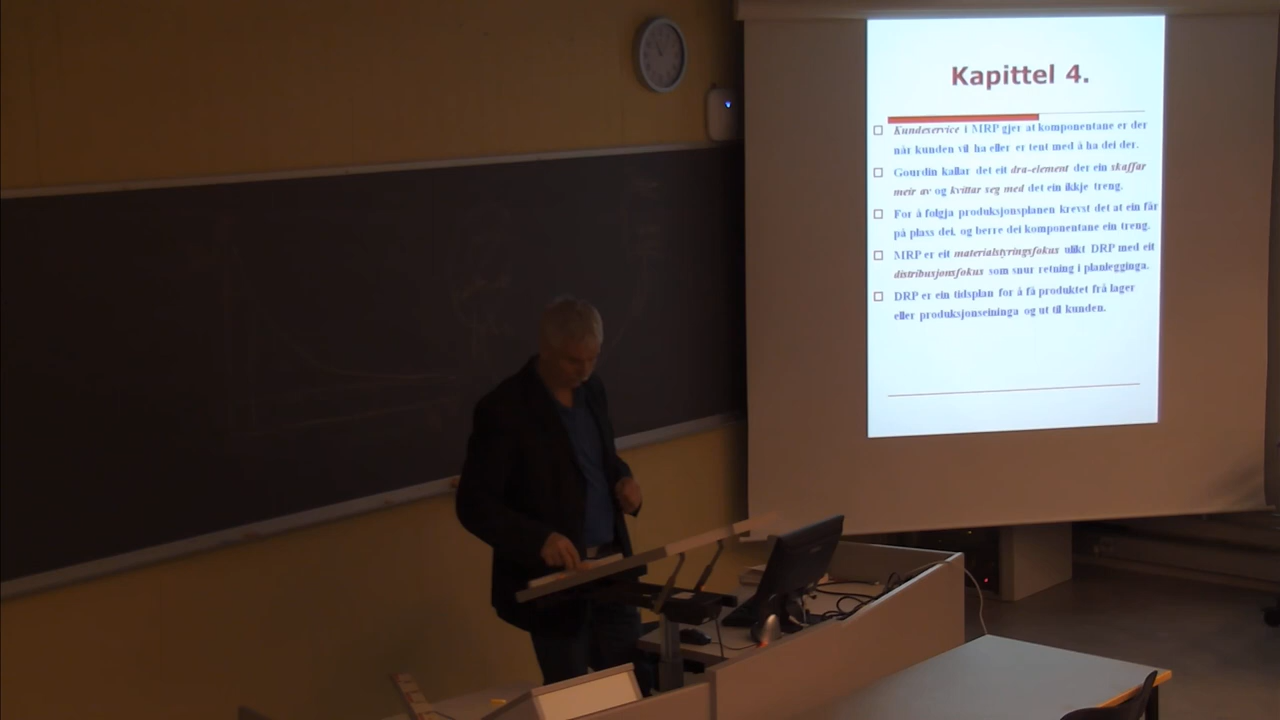 Kapittel 4.
Kundeservice i MRP gjer at komponentane er der
når kunden vil ha eller er tent med å ha dei der.
Gourdin kallar det eit dra-element der ein skaffar
meir av og kvittar seg med det ein ikkje treng.
For å følgja produksjonsplanen krevst det at ein får
på plass dei, og berre dei komponentane ein treng.
MRP er eit materialstyringsfokus ulikt DRP med eit
distribusjonsfokus som snur retning i planlegginga.
DRP er ein tidsplan for å få produktet frå lager
eller produksjonseininga og ut til kunden.